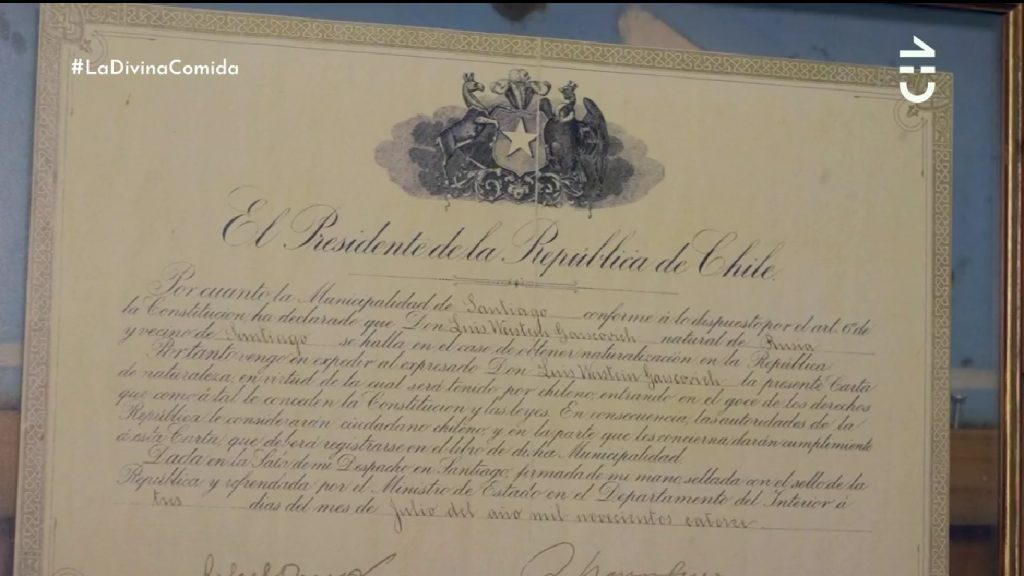 #LaDivinaComida
El Presidente de la República de Chile.
Por cuanto la Municipalidad de Santiago conforme á lo dispuesto por el art. 6º de
la Constitucion ha declarado que Don Luis Weistein natural de Rusia
y vecino de Santiago se halla en el caso de obtener naturalización en la República
Por tanto vengo en expedir al expresado Don Luis Weistein la presente Carta
de naturaleza, en virtud de la cual será tenido por chileno, entrando en el goce de los derechos
que como á tal le conceden la Constitucion y las leyes. En consecuencia, las autoridades de la
República le considerarán ciudadano chileno, y en la parte que les concierna darán cumplimiento
á esta Carta que deberá registrarse en el libro de dicha Municipalidad.
Dada en la Sala de mi Despacho en Santiago, firmada de mi mano, sellada con el sello de la
República y refrendada por el Ministro de Estado en el Departamento del Interior á
tres dias del mes de Julio del año mil novecientos catorce